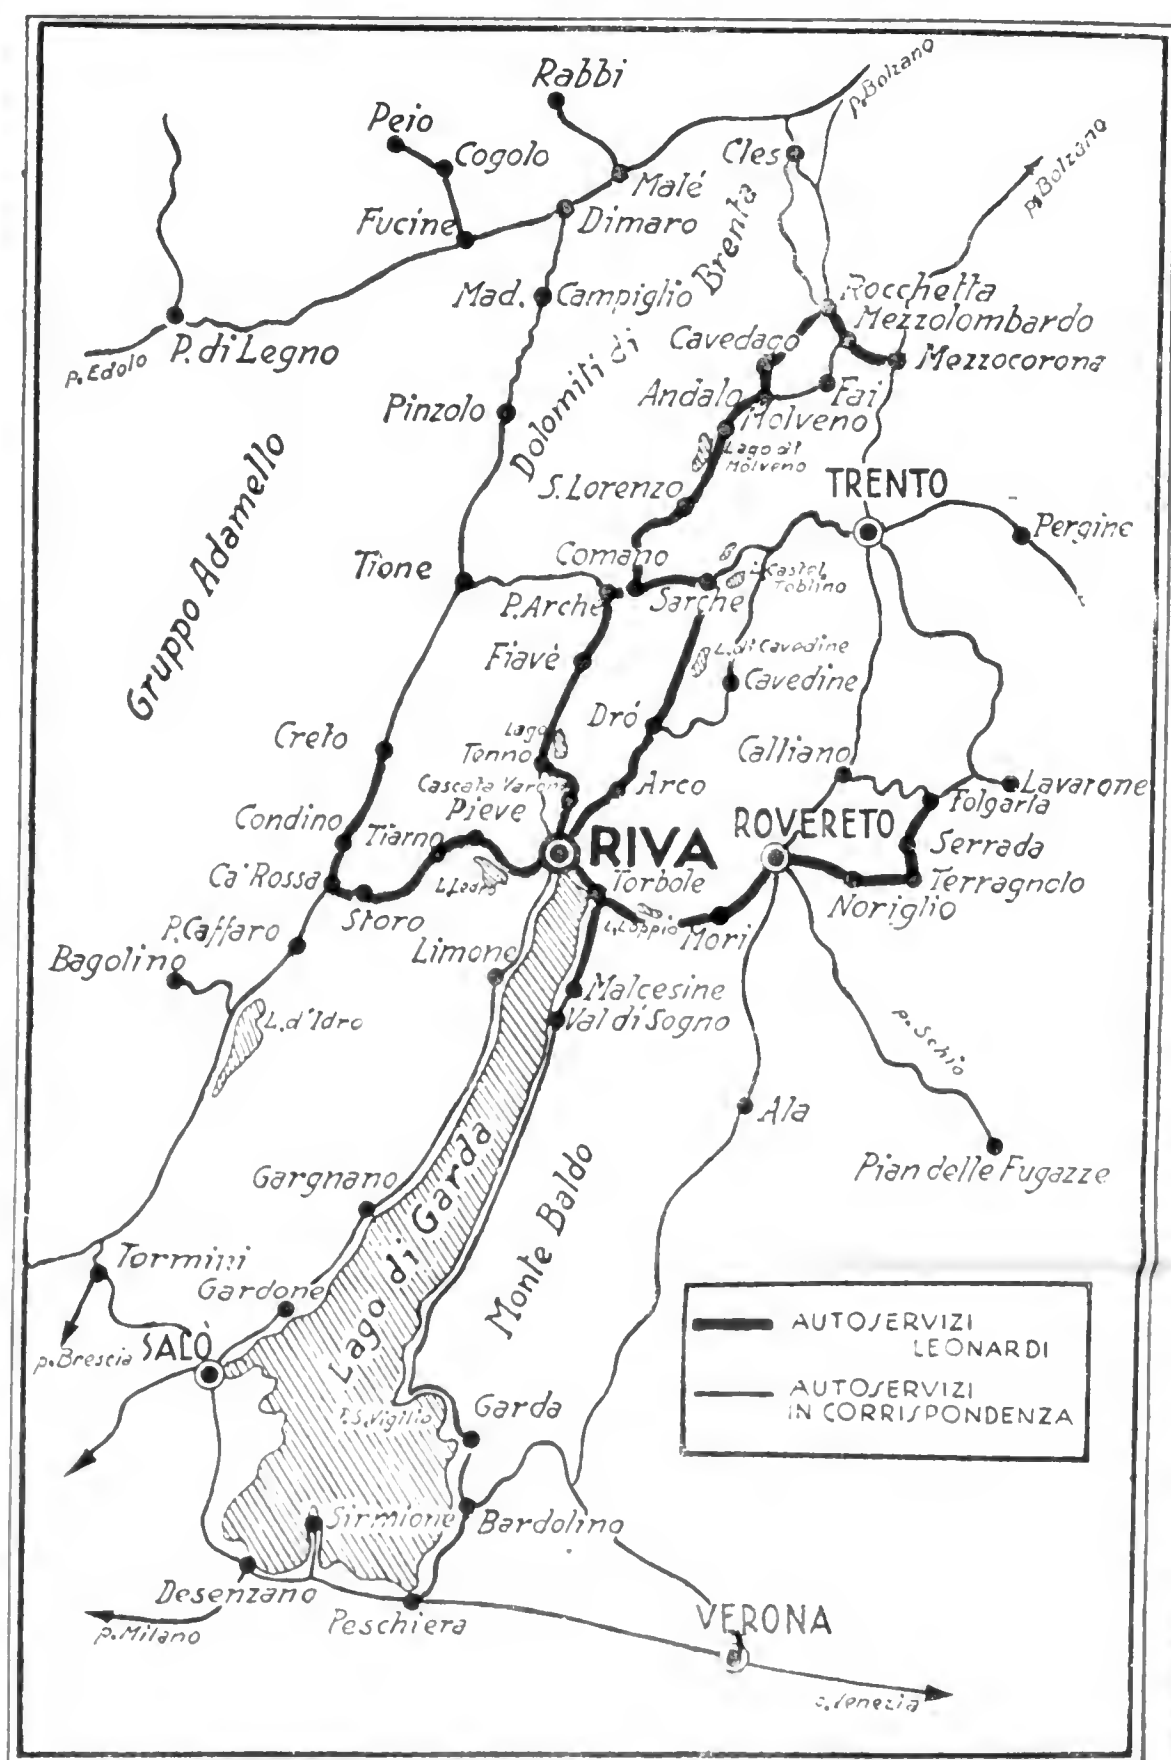 Rabbi
p. Bolzano
Peio
Cogolo
Cles
Malé
p. Bolzano
Fucine
Dimaro
Mad. Campiglio
Rocchetta
Mezzolombardo
p. Edolo
P. di Legno
Cavedago
Mezzocorona
Dolomiti di Brenta
Andalo
Fai
Pinzolo
Molveno
Lago di
Molveno
Gruppo Adamello
S. Lorenzo
TRENTO
Pergine
Comano
Tione
L. Castel
Toblino
P. Arche
Sarche
Fiavè
L. di Cavedine
Cavedine
Dró
Creto
Lago
Tenno
Calliano
Cascata Varone
Arco
Lavarone
Pieve
Folgaria
Condino
Tiarno
RIVA
ROVERETO
Serrada
Ca' Rossa
L. Ledro
Torbole
Terragnolo
Storo
Noriglio
P. Caffaro
L. Loppio
Mori
Bagolino
Limone
Malcesine
L. d'Idro
Val di Sogno
p. Schio
Ala
Gargnano
Lago di Garda
Monte Baldo
Pian delle Fugazze
Tormini
Gardone
p. Brescia
SALÒ
AUTOSERVIZI
LEONARDI
AUTOSERVIZI
IN CORRISPONDENZA
P. S. Vigilio
Garda
Sirmione
Bardolino
Desenzano
Peschiera
p. Milano
VERONA
p. Venezia